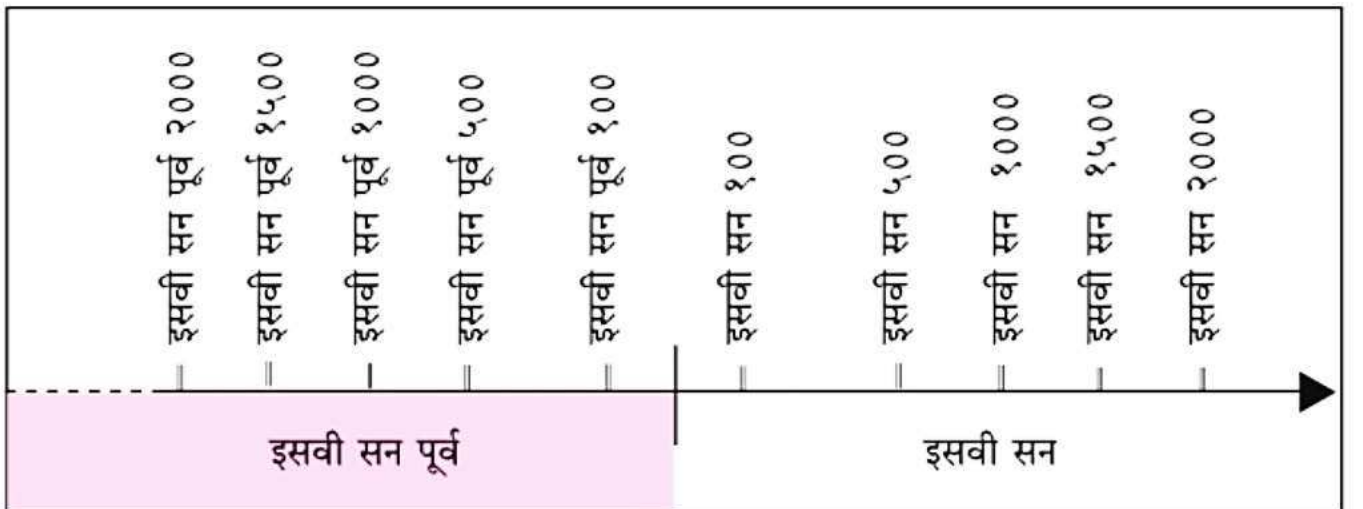 इसवी सन पूर्व २०००
इसवी सन पूर्व १५००
इसवी सन पूर्व १०००
इसवी सन पूर्व ५००
इसवी सन पूर्व १००
इसवी सन १००
इसवी सन ५००
इसवी सन १०००
इसवी सन १५००
इसवी सन २०००
इसवी सन पूर्व
इसवी सन